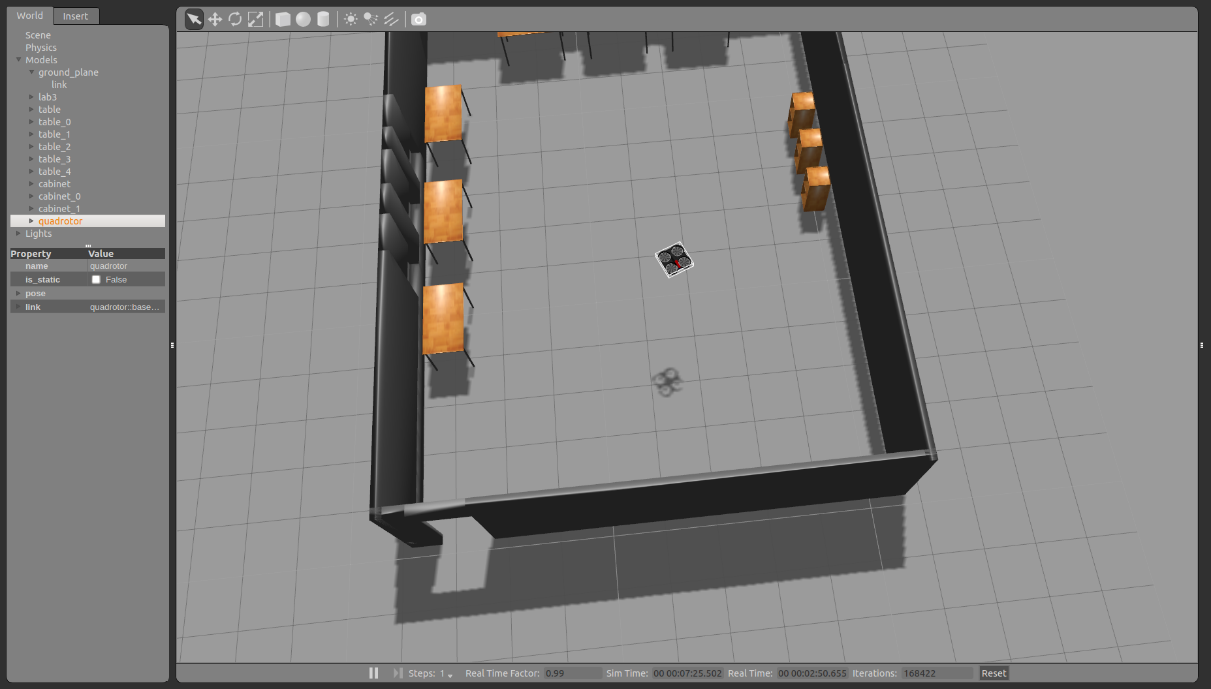 World Insert
Scene
Physics
Models
ground_plane
link
lab3
table
table_0
table_1
table_2
table_3
table_4
cabinet
cabinet_0
cabinet_1
quadrotor
Lights
Property Value
name quadrotor
is_static False
pose
link quadrotor::base...
Steps: 1 Real Time Factor: 0.99 Sim Time: 00 00:07:25.502 Real Time: 00 00:02:50.655 Iterations: 168422 Reset